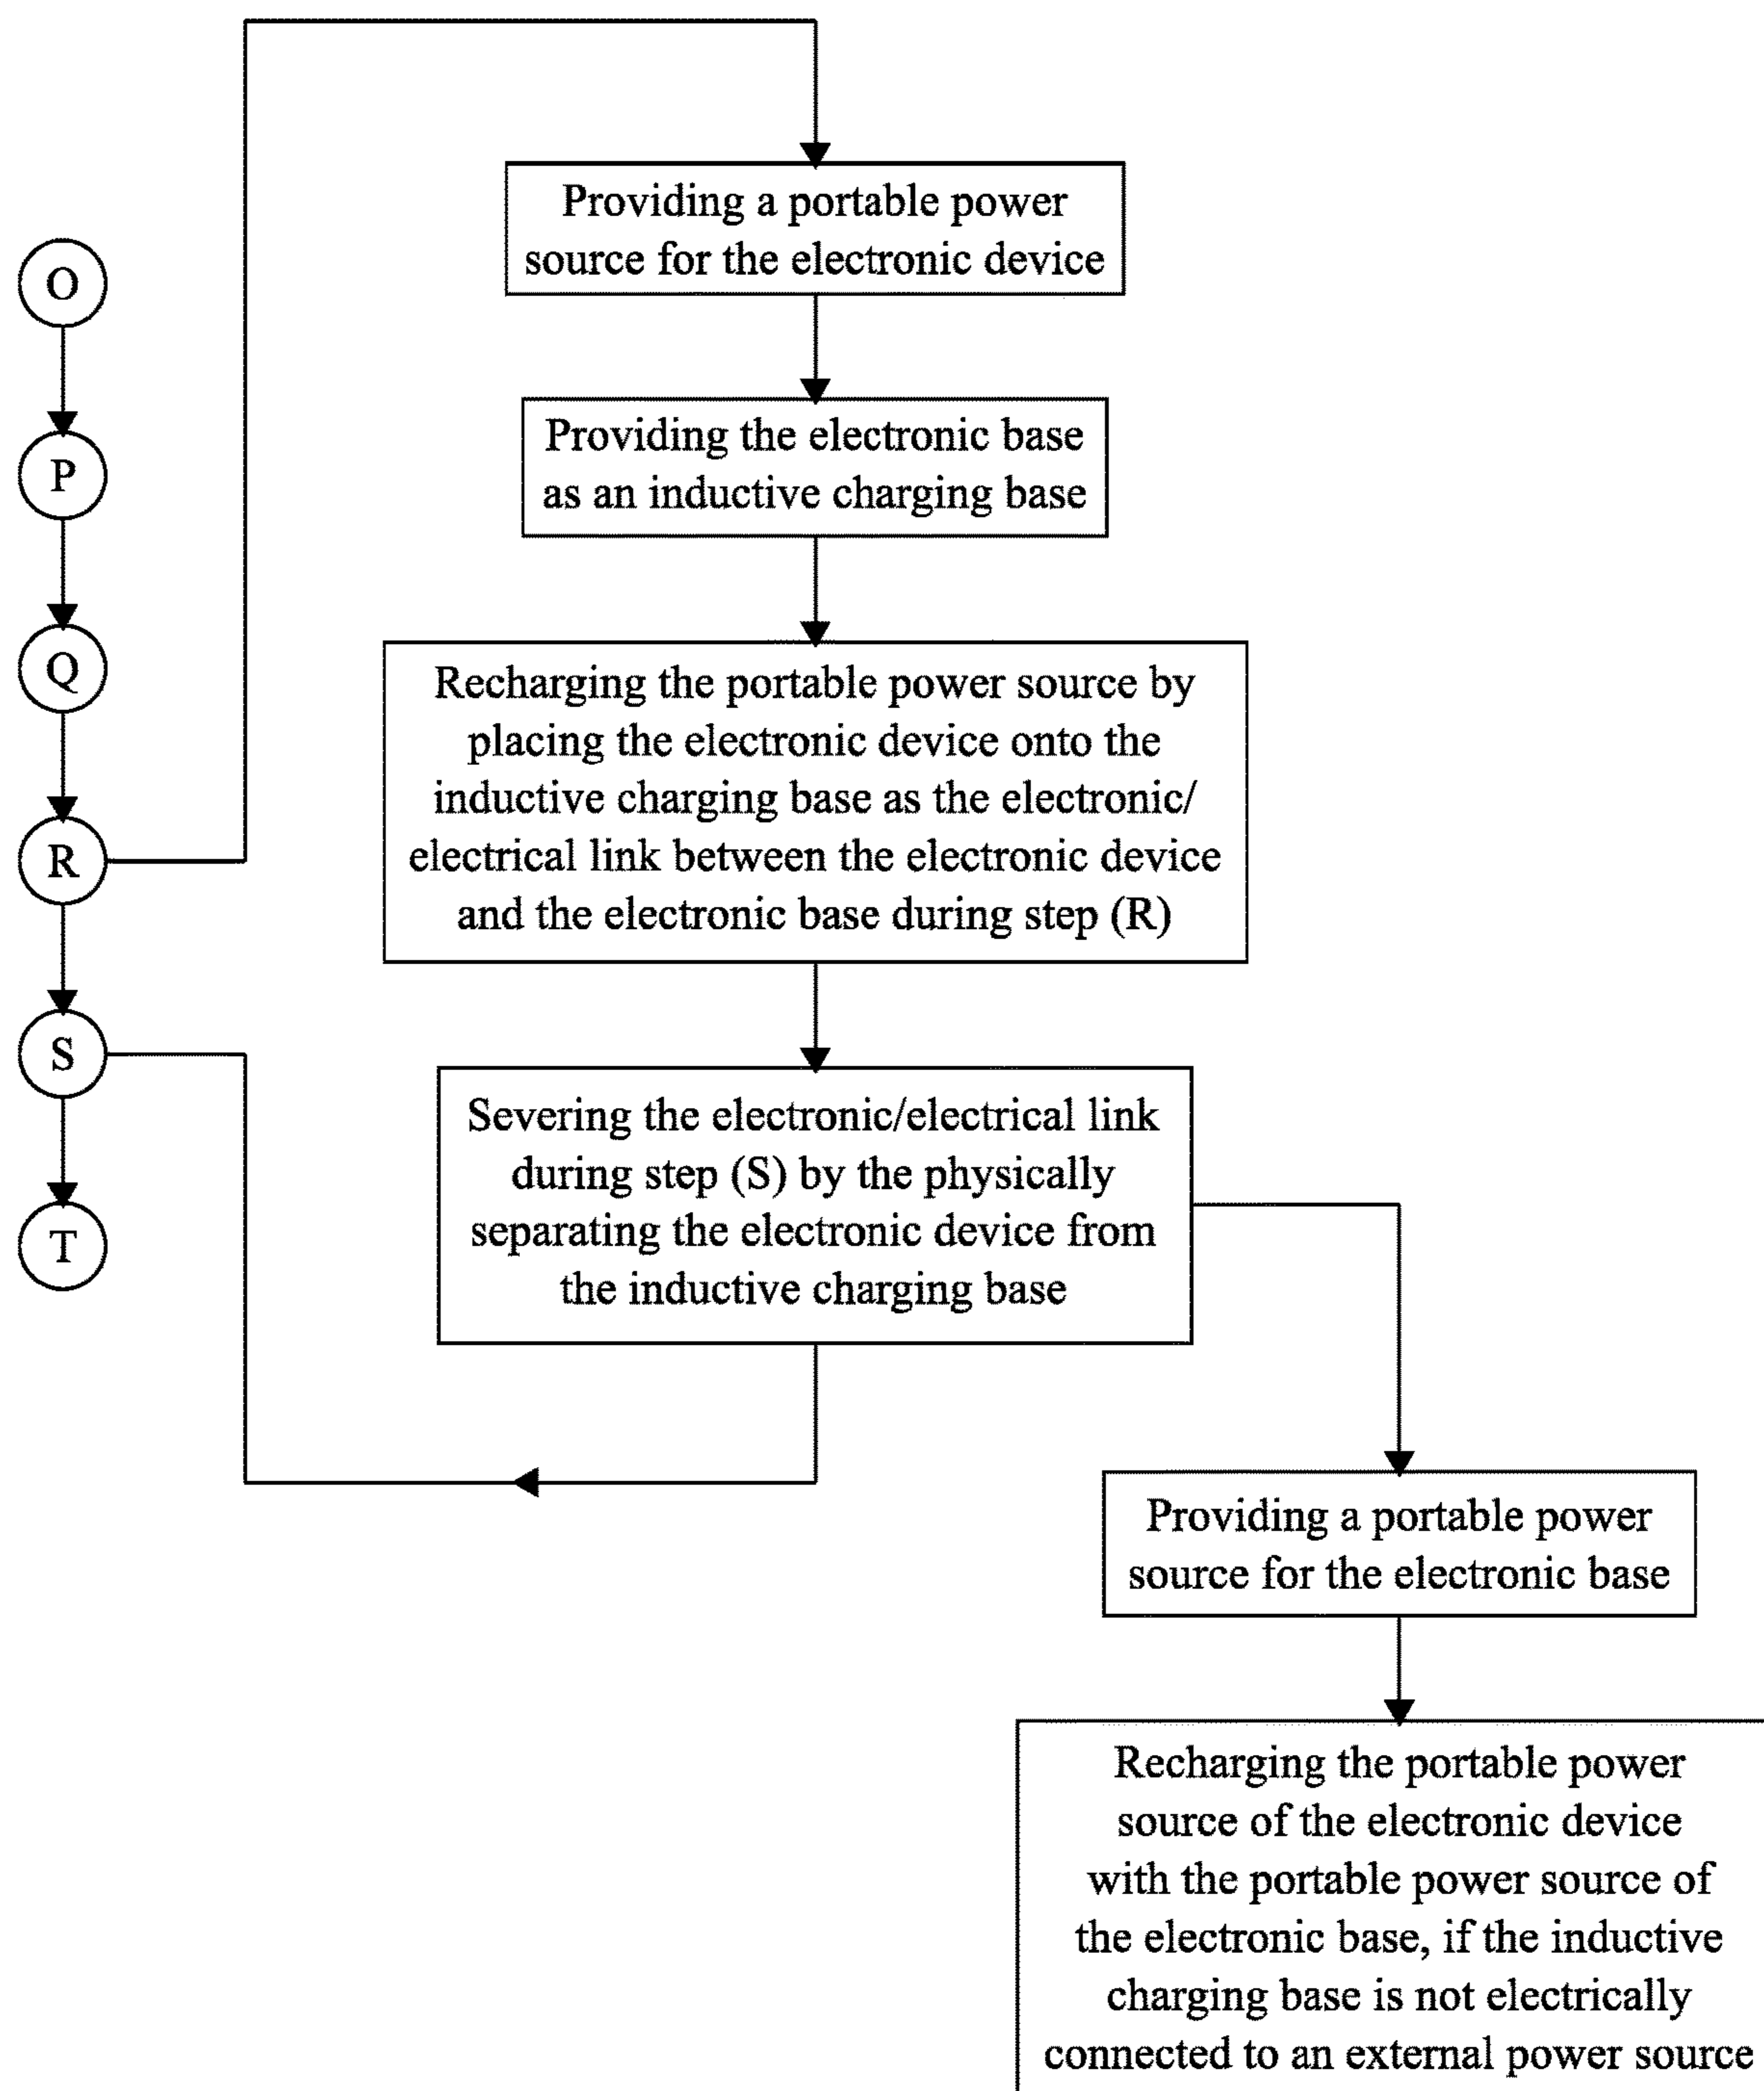 O
P
Q
R
S
T
Providing a portable power
source for the electronic device
Providing the electronic base
as an inductive charging base
Recharging the portable power source by
placing the electronic device onto the
inductive charging base as the electronic/
electrical link between the electronic device
and the electronic base during step (R)
Severing the electronic/electrical link
during step (S) by the physically
separating the electronic device from
the inductive charging base
Providing a portable power
source for the electronic base
Recharging the portable power
source of the electronic device
with the portable power source of
the electronic base, if the inductive
charging base is not electrically
connected to an external power source